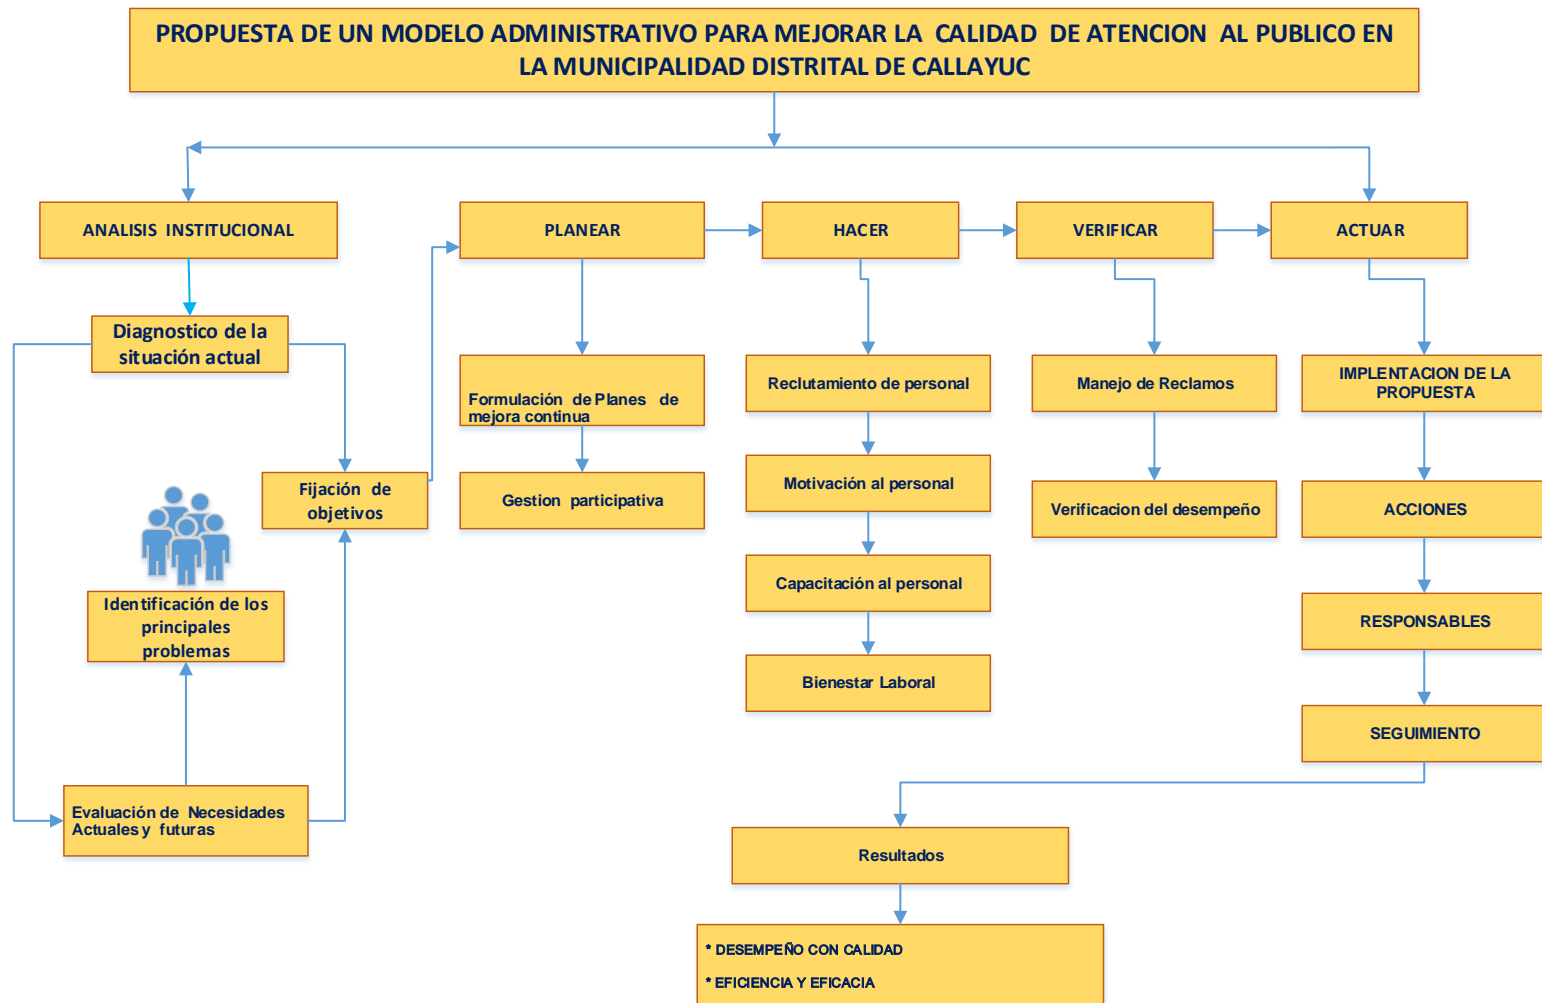 PROPUESTA DE UN MODELO ADMINISTRATIVO PARA MEJORAR LA CALIDAD DE ATENCION AL PUBLICO EN
LA MUNICIPALIDAD DISTRITAL DE CALLAYUC
ANALISIS INSTITUCIONAL
PLANEAR
HACER
VERIFICAR
ACTUAR
Diagnostico de la
situación actual
Formulación de Planes de
mejora continua
Reclutamiento de personal
Manejo de Reclamos
IMPLENTACION DE LA
PROPUESTA
Fijación de
objetivos
Gestion participativa
Motivación al personal
Verificacion del desempeño
ACCIONES
Identificación de los
principales
problemas
Capacitación al personal
RESPONSABLES
Bienestar Laboral
SEGUIMIENTO
Evaluación de Necesidades
Actuales y futuras
Resultados
* DESEMPEÑO CON CALIDAD
* EFICIENCIA Y EFICACIA